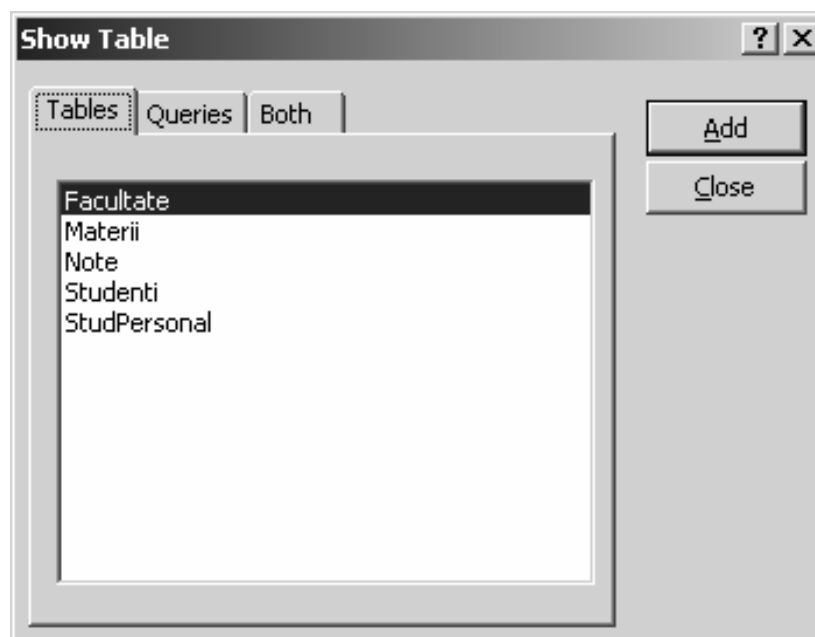 Show Table
Tables Queries Both
Add
Close
Facultate
Materii
Note
Studenti
StudPersonal